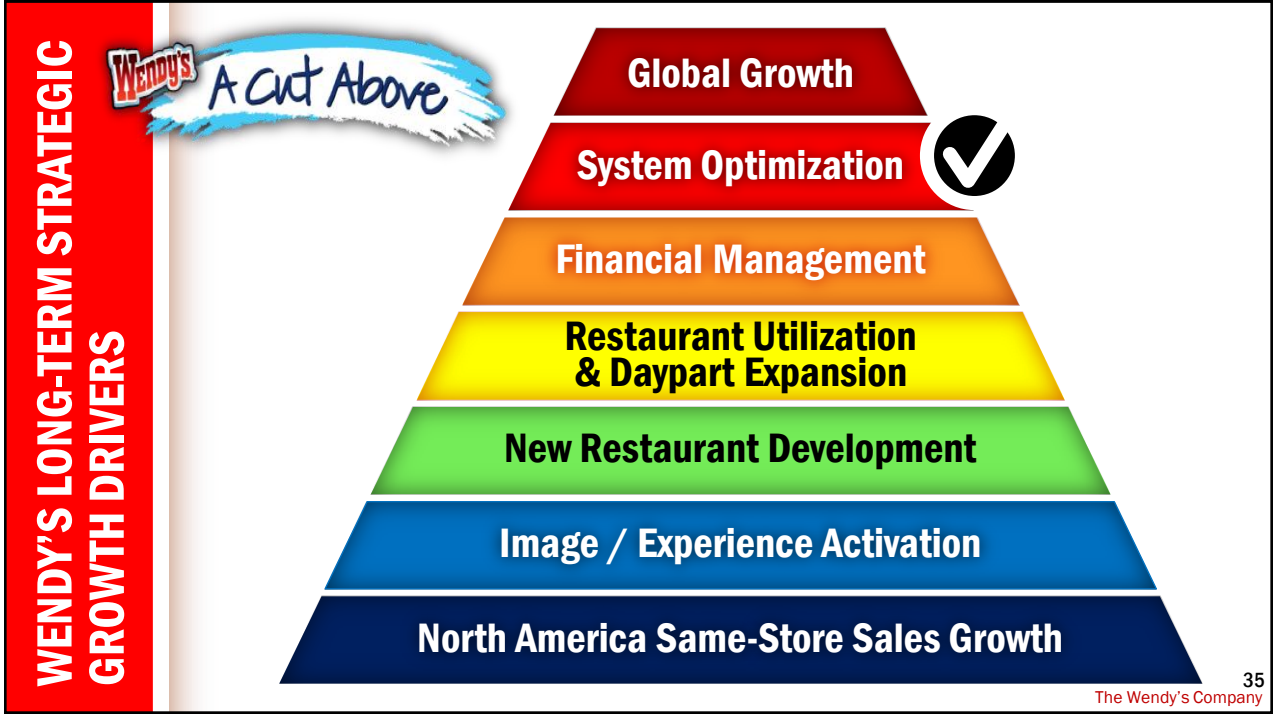 WENDY'S LONG-TERM STRATEGIC
GROWTH DRIVERS
Wendy's
A Cut Above
Global Growth
System Optimization
Financial Management
Restaurant Utilization
& Daypart Expansion
New Restaurant Development
Image / Experience Activation
North America Same-Store Sales Growth
35
The Wendy's Company